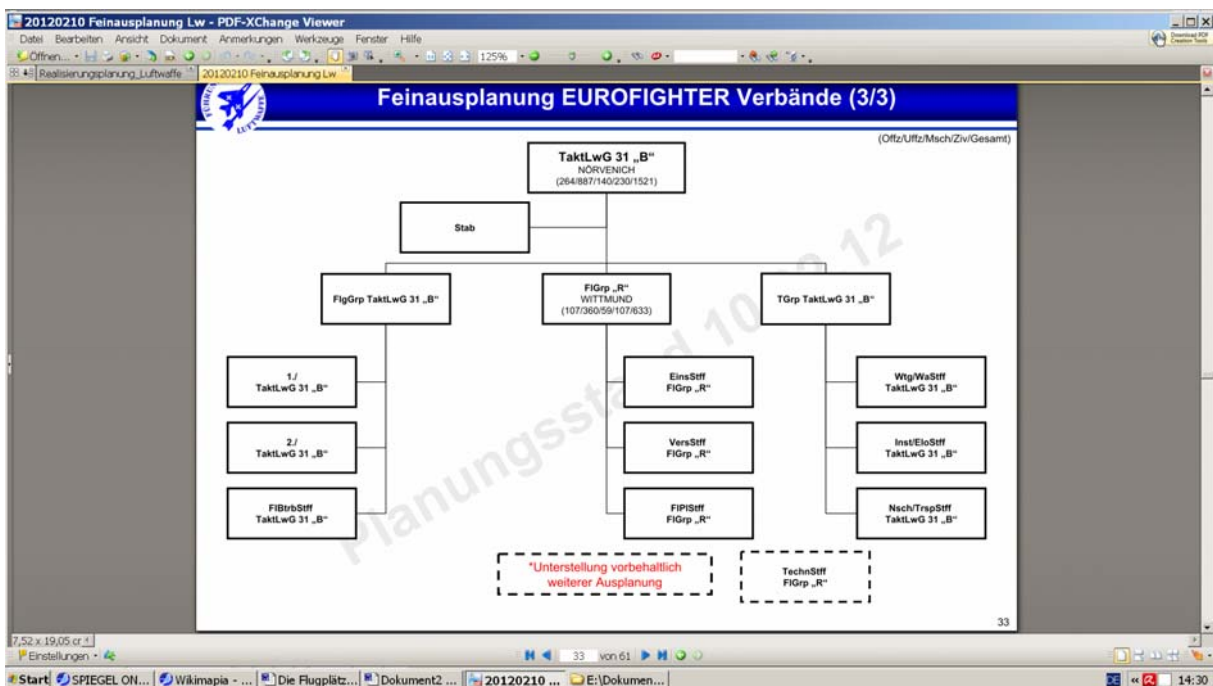 20120210 Feinausplanung Lw - PDF-XChange Viewer
Datei Bearbeiten Ansicht Dokument Anmerkungen Werkzeuge Fenster Hilfe
Öffnen...
125%
Realisierungsplanung_Luftwaffe
20120210 Feinausplanung Lw
LUFTWAFFE
Feinausplanung EUROFIGHTER Verbände (3/3)
(Offz/Uffz/Msch/Ziv/Gesamt)
TaktLwG 31 „B“
NÖRVENICH
(264/887/140/230/1521)
Stab
FlgGrp TaktLwG 31 „B“
FlGrp „R“
WITTMUND
(107/360/59/107/633)
TGrp TaktLwG 31 „B“
1./
TaktLwG 31 „B“
EinsStff
FlGrp „R“
Wtg/WaStff
TaktLwG 31 „B“
2./
TaktLwG 31 „B“
VersStff
FlGrp „R“
Inst/EloStff
TaktLwG 31 „B“
FlBtrbStff
TaktLwG 31 „B“
FlPlStff
FlGrp „R“
Nsch/TrspStff
TaktLwG 31 „B“
*Unterstellung vorbehaltlich
weiterer Ausplanung
TechnStff
FlGrp „R“
33
7,52 x 19,05 cr
Einstellungen
33 von 61
Start SPIEGEL ON... Wikimapia - ... Die Flugplätz... Dokument2 ... 20120210 ... E:\Dokumen... DE 14:30